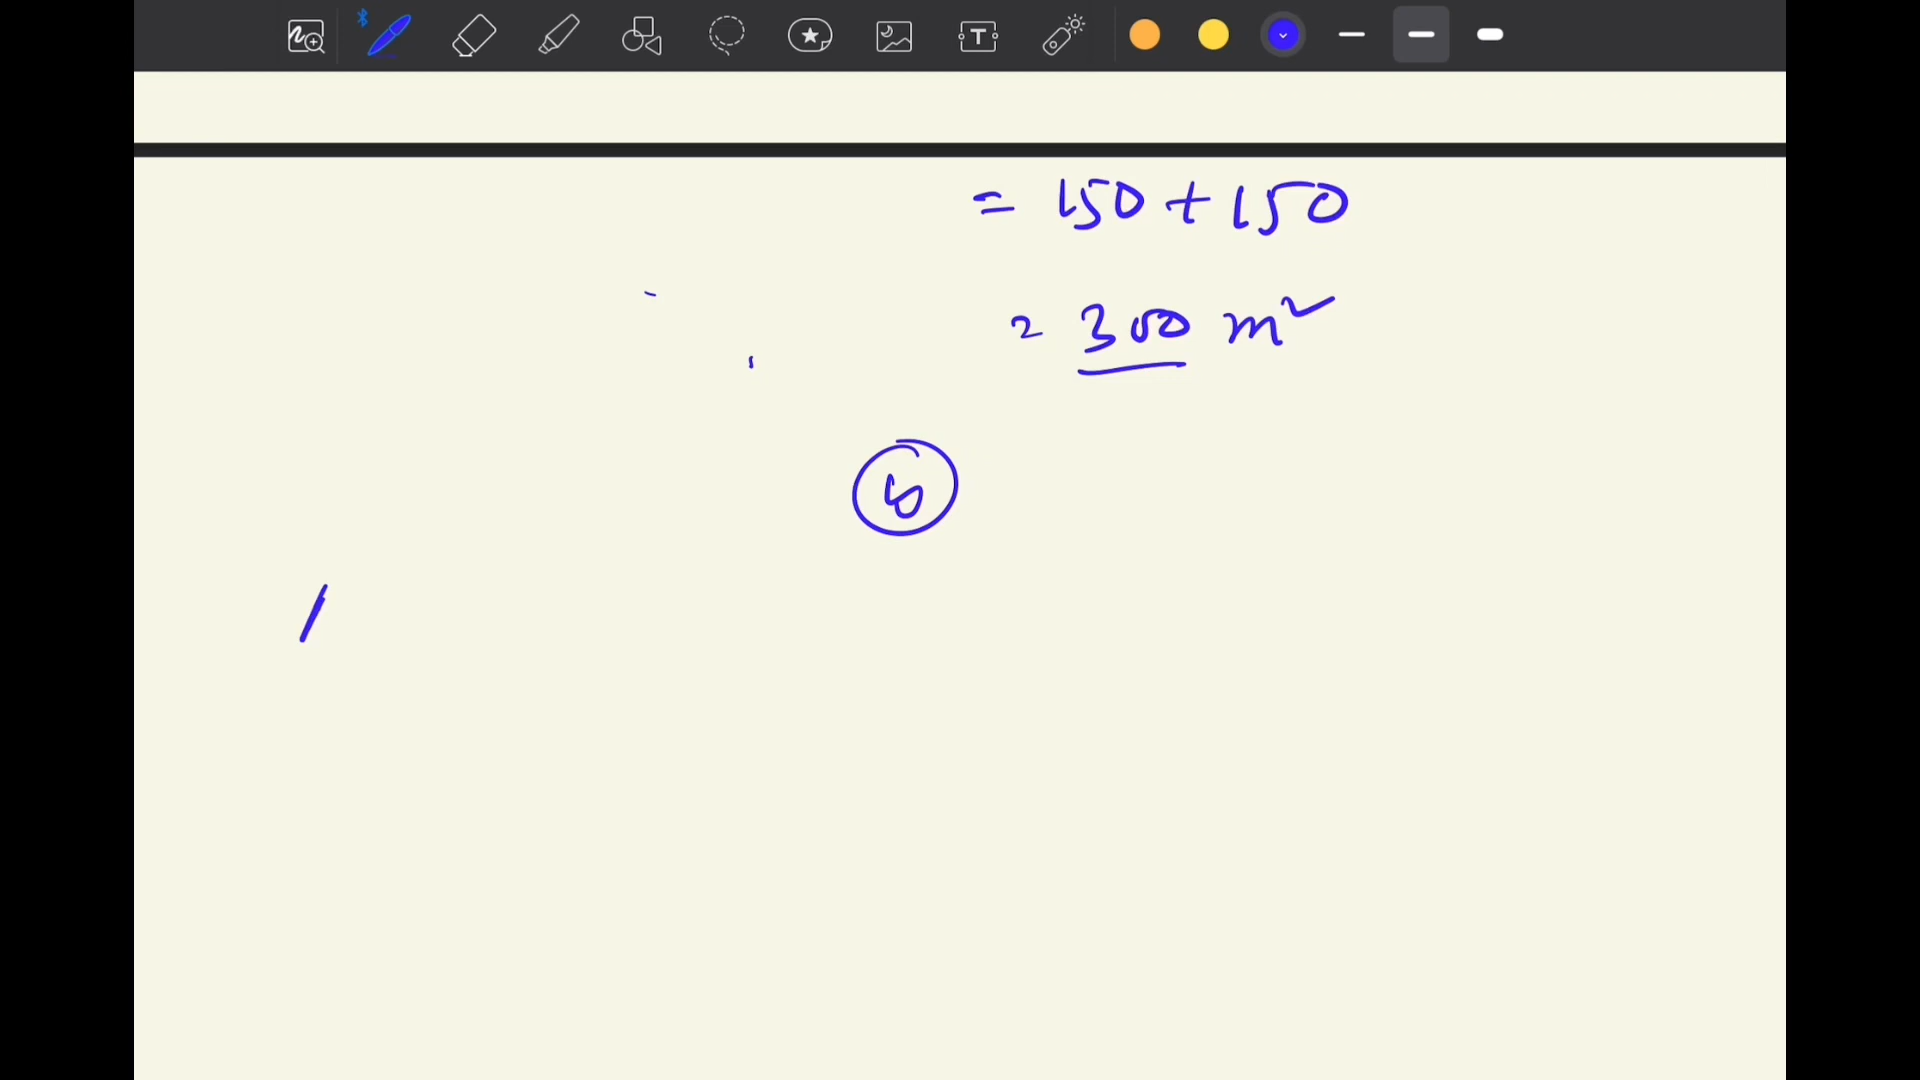 = 150 + 150
= 300 m²
6